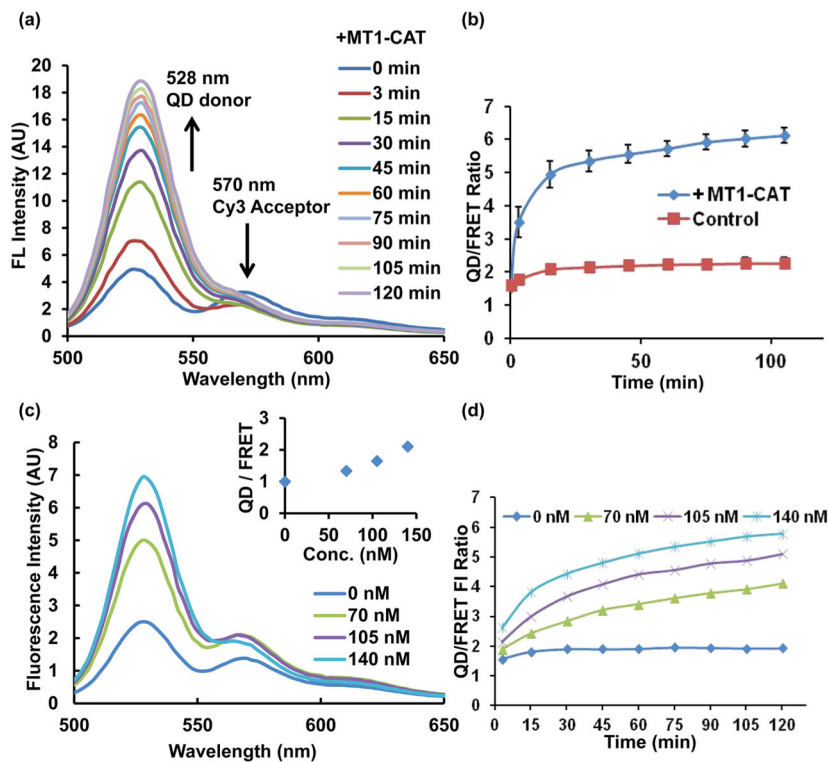 (a)
+MT1-CAT
528 nm
QD donor
570 nm
Cy3 Acceptor
0 min
3 min
15 min
30 min
45 min
60 min
75 min
90 min
105 min
120 min
FL Intensity (AU)
20
18
16
14
12
10
8
6
4
2
0
500 550 600 650
Wavelength (nm)
(b)
QD/FRET Ratio
7
6
5
4
3
2
1
0
+MT1-CAT
Control
0 50 100
Time (min)
(c)
Fluorescence Intensity (AU)
8
7
6
5
4
3
2
1
0
QD / FRET
3
2
1
0
0 50 100 150
Conc. (nM)
0 nM
70 nM
105 nM
140 nM
500 550 600 650
Wavelength (nm)
(d)
QD/FRET FI Ratio
7
6
5
4
3
2
1
0
0 nM 70 nM 105 nM 140 nM
0 15 30 45 60 75 90 105 120
Time (min)